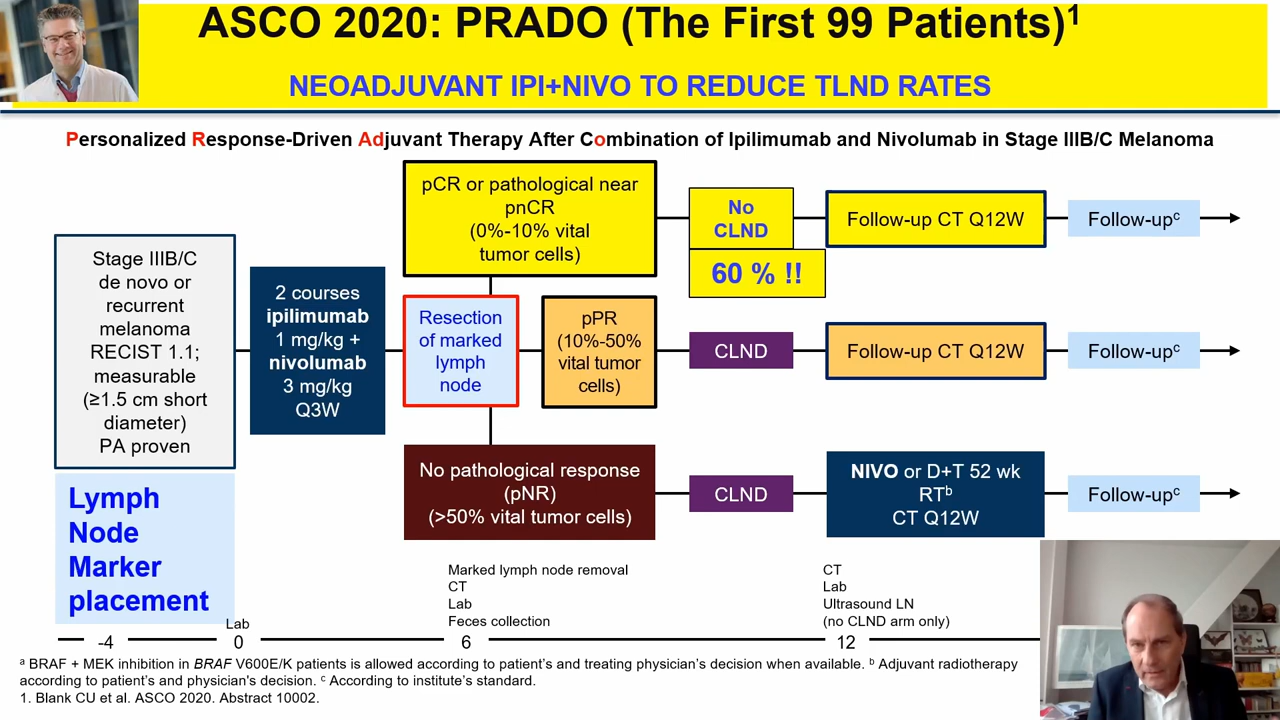 ASCO 2020: PRADO (The First 99 Patients)1
NEOADJUVANT IPI+NIVO TO REDUCE TLND RATES
Personalized Response-Driven Adjuvant Therapy After Combination of Ipilimumab and Nivolumab in Stage IIIB/C Melanoma
Stage IIIB/C
de novo or
recurrent
melanoma
RECIST 1.1;
measurable
(≥1.5 cm short
diameter)
PA proven
Lymph
Node
Marker
placement
2 courses
ipilimumab
1 mg/kg +
nivolumab
3 mg/kg
Q3W
pCR or pathological near
pnCR
(0%-10% vital
tumor cells)
No
CLND
60 % !!
Follow-up CT Q12W
Follow-upc
Resection
of marked
lymph
node
pPR
(10%-50%
vital tumor
cells)
CLND
Follow-up CT Q12W
Follow-upc
No pathological response
(pNR)
(>50% vital tumor cells)
CLND
NIVO or D+T 52 wk
RTb
CT Q12W
Follow-upc
Marked lymph node removal
CT
Lab
Feces collection
CT
Lab
Ultrasound LN
(no CLND arm only)
Lab
-4 0 6 12
a BRAF + MEK inhibition in BRAF V600E/K patients is allowed according to patient's and treating physician's decision when available. b Adjuvant radiotherapy
according to patient's and physician's decision. c According to institute's standard.
1. Blank CU et al. ASCO 2020. Abstract 10002.